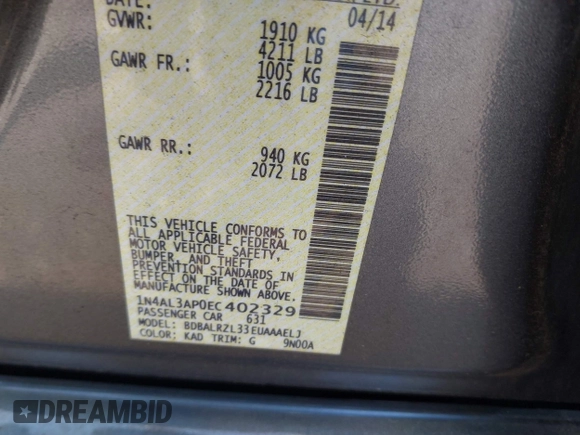 DATE: 04/14
GVWR: 1910 KG
4211 LB
GAWR FR.: 1005 KG
2216 LB
GAWR RR.: 940 KG
2072 LB
THIS VEHICLE CONFORMS TO
ALL APPLICABLE FEDERAL
MOTOR VEHICLE SAFETY,
BUMPER, AND THEFT
PREVENTION STANDARDS IN
EFFECT ON THE DATE OF
MANUFACTURE SHOWN ABOVE.
1N4AL3AP0EC402329
PASSENGER CAR 631
MODEL: BDBALRZL33EUAAAELJ
COLOR: KAD TRIM: G 9N00A
DREAMBID